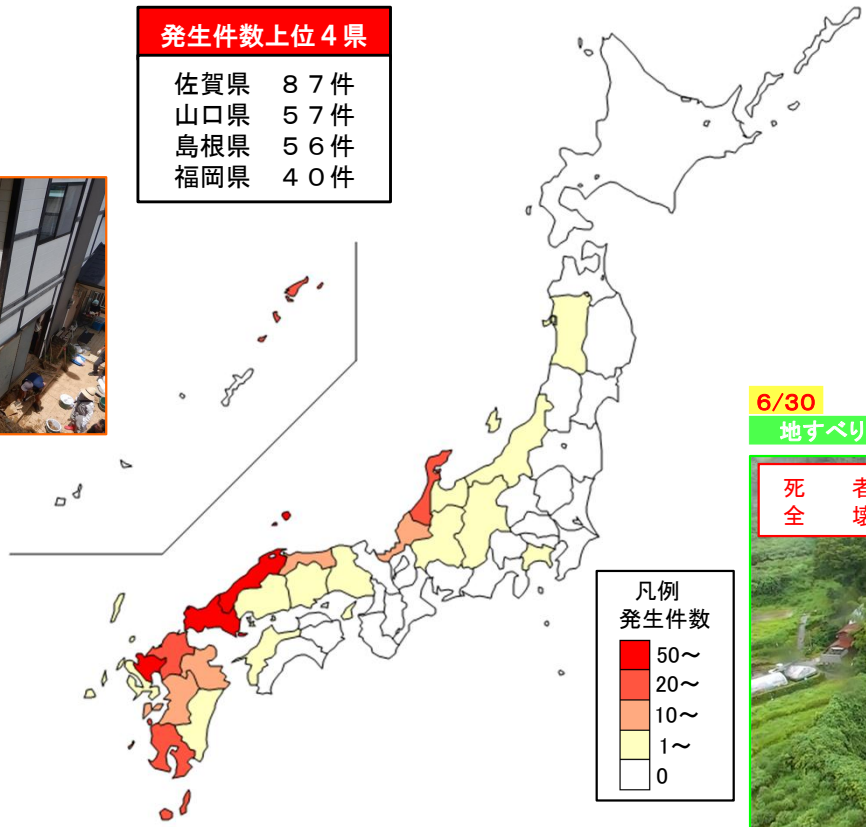 発生件数上位４県
佐賀県　８７件
山口県　５７件
島根県　５６件
福岡県　４０件
6/30
地すべり
死　者
全　壊
凡例
発生件数
50～
20～
10～
1～
0